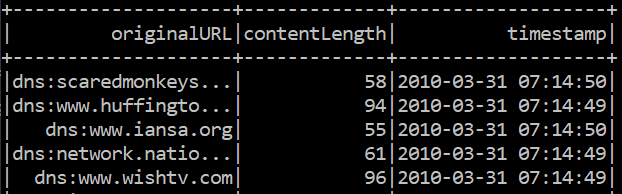 +--------------------+-------------+-------------------+
|         originalURL|contentLength|          timestamp|
+--------------------+-------------+-------------------+
|dns:scaredmonkeys...|           58|2010-03-31 07:14:50|
|dns:www.huffingto...|           94|2010-03-31 07:14:49|
|   dns:www.iansa.org|           55|2010-03-31 07:14:50|
|dns:network.natio...|           61|2010-03-31 07:14:49|
|  dns:www.wishtv.com|           96|2010-03-31 07:14:49|